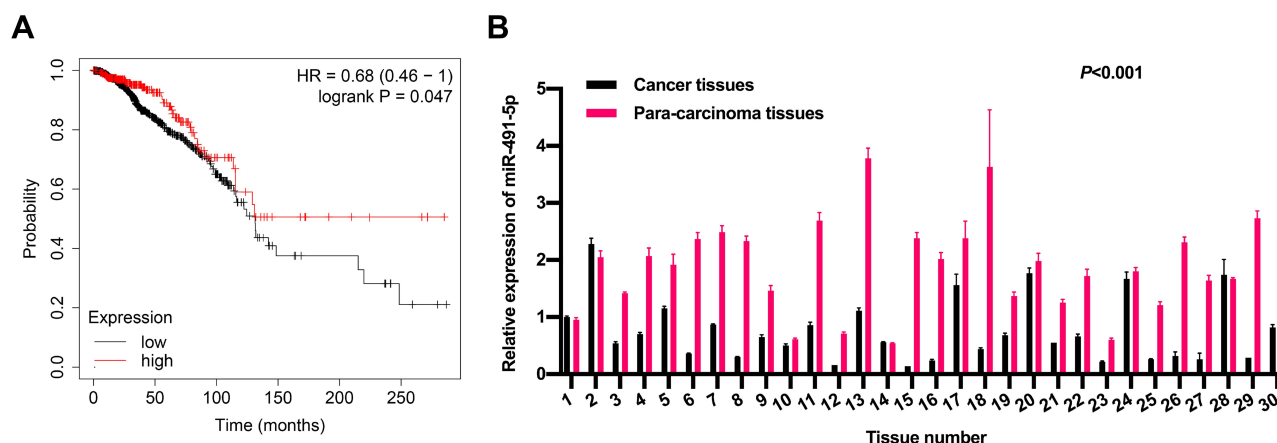 A
HR = 0.68 (0.46 − 1)
logrank P = 0.047
Probability
1.0
0.8
0.6
0.4
0.2
0.0
Expression
low
high
0 50 100 150 200 250
Time (months)
B
P<0.001
Cancer tissues
Para-carcinoma tissues
Relative expression of miR-491-5p
5
4
3
2
1
0
1 2 3 4 5 6 7 8 9 10 11 12 13 14 15 16 17 18 19 20 21 22 23 24 25 26 27 28 29 30
Tissue number